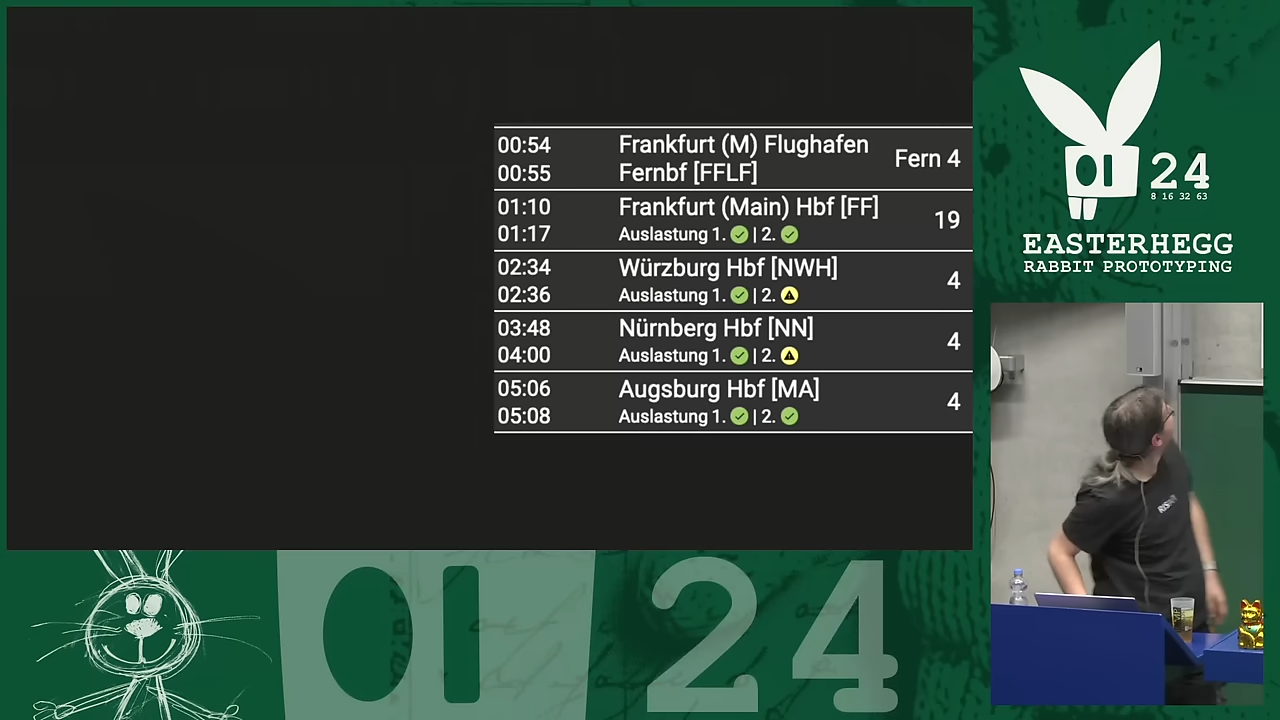 00:54 Frankfurt (M) Flughafen
00:55 Fernbf [FFLF]
Fern 4
01:10 Frankfurt (Main) Hbf [FF]
01:17 Auslastung 1. | 2.
19
02:34 Würzburg Hbf [NWH]
02:36 Auslastung 1. | 2.
4
03:48 Nürnberg Hbf [NN]
04:00 Auslastung 1. | 2.
4
05:06 Augsburg Hbf [MA]
05:08 Auslastung 1. | 2.
4
24
8 16 32 63
EASTERHEGG
RABBIT PROTOTYPING
24